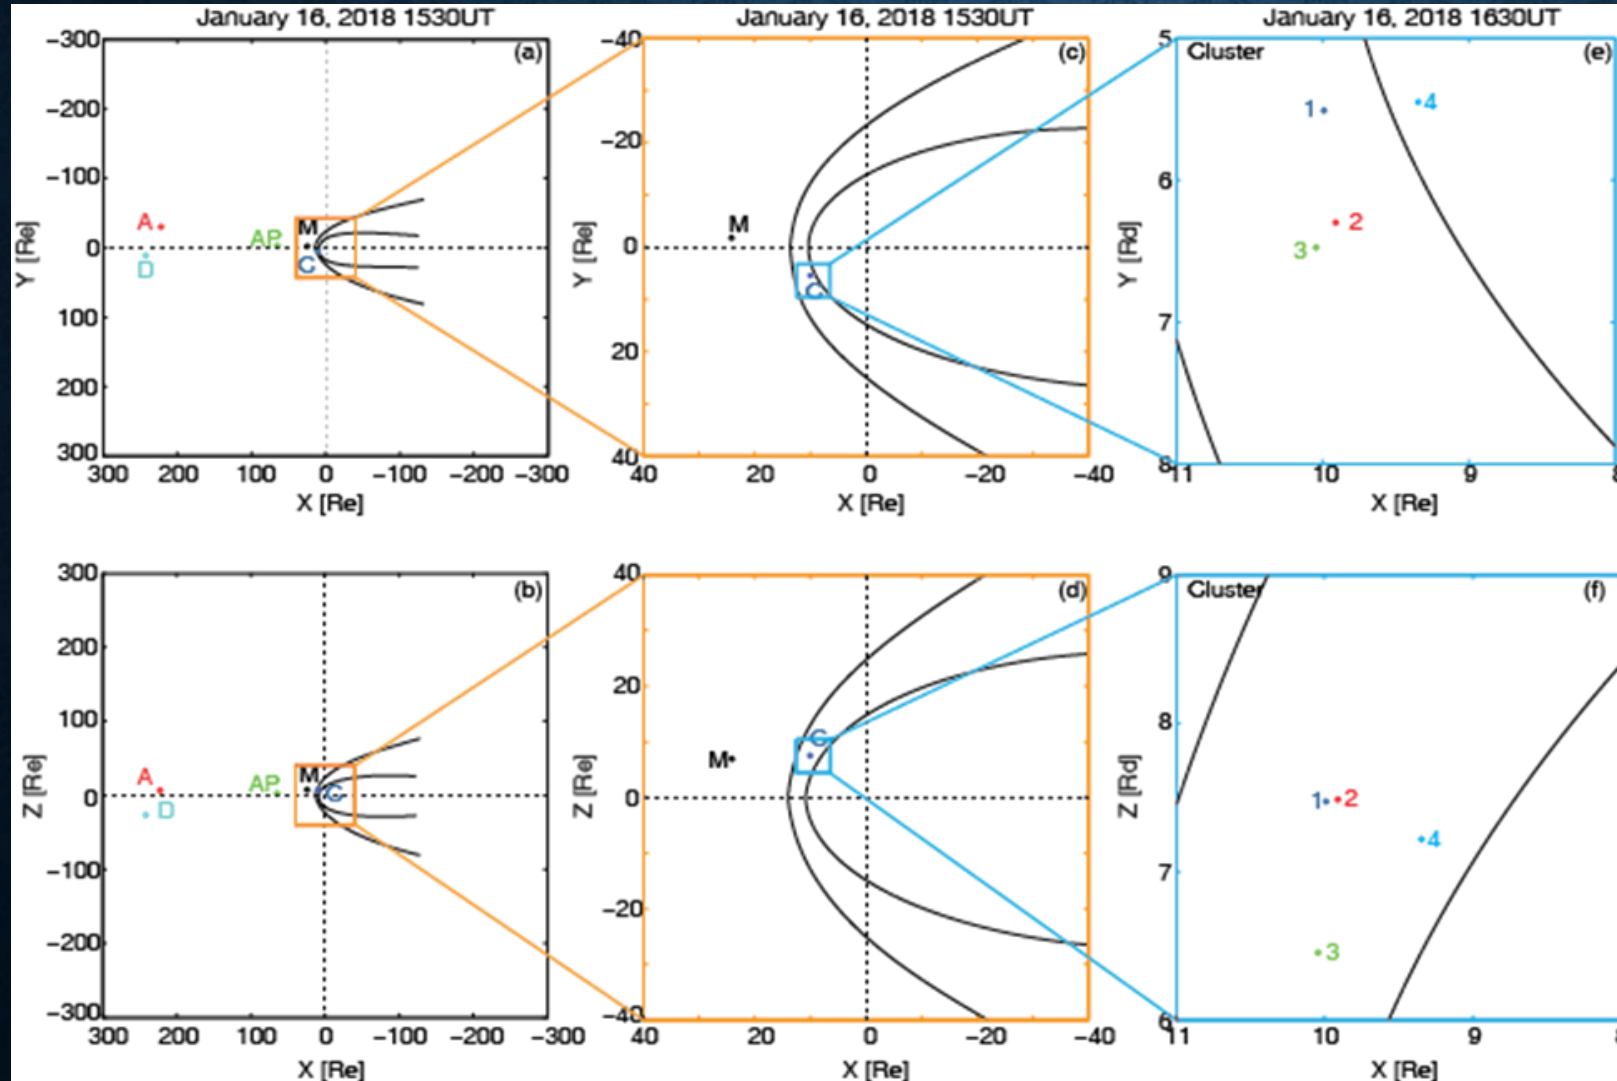 January 16, 2018 1530UT
January 16, 2018 1530UT
January 16, 2018 1630UT
(a)
-300
-200
-100
0
100
200
300
Y [Re]
A
D
AP
M
C
300 200 100 0 -100 -200 -300
X [Re]
(c)
-40
-20
0
20
40
Y [Re]
M
C
40 20 0 -20 -40
X [Re]
Cluster
(e)
5
6
7
8
Y [Rd]
1
4
2
3
11 10 9 8
X [Re]
(b)
300
200
100
0
-100
-200
-300
Z [Re]
A
D
AP
M
C
300 200 100 0 -100 -200 -300
X [Re]
(d)
40
20
0
-20
-40
Z [Re]
M
C
40 20 0 -20 -40
X [Re]
Cluster
(f)
9
8
7
6
Z [Rd]
1
2
4
3
11 10 9 8
X [Re]